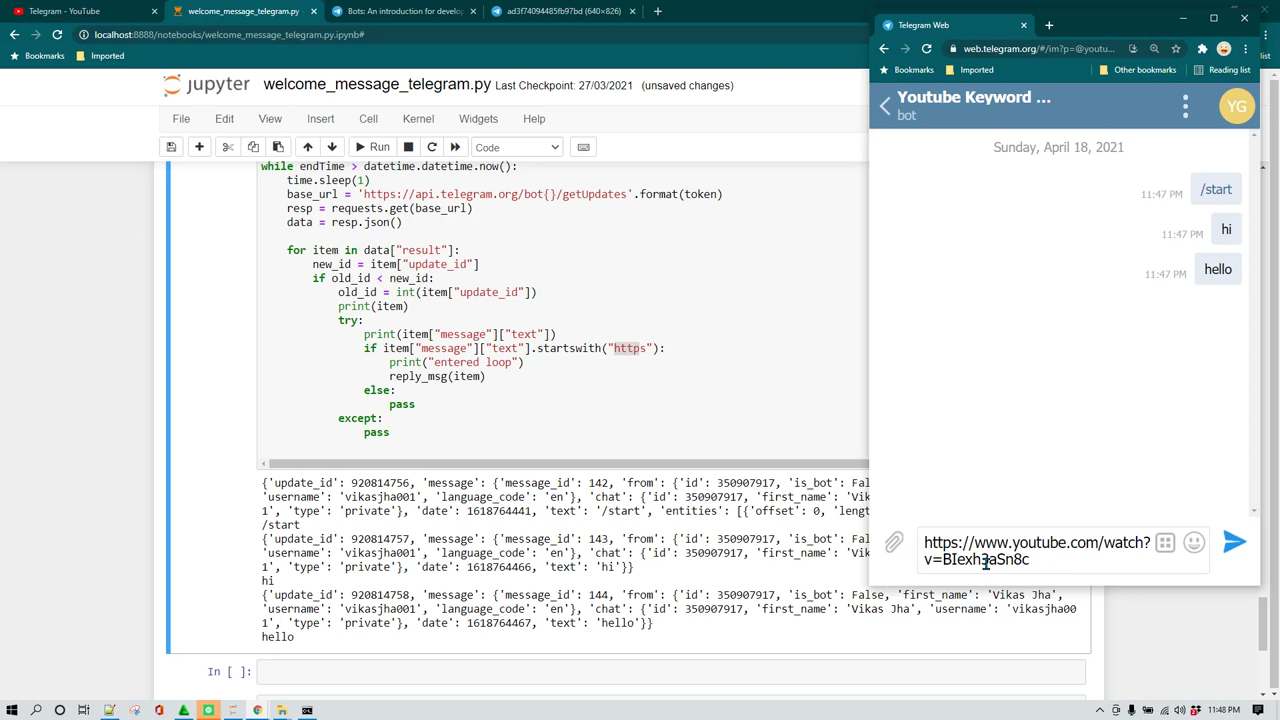 Telegram - YouTube
welcome_message_telegram.py -
Bots: An introduction for develo
ad3f74094485fb97bd (640×826)
localhost:8888/notebooks/welcome_message_telegram.py.ipynb#
Bookmarks
Imported
list
jupyter
welcome_message_telegram.py Last Checkpoint: 27/03/2021 (unsaved changes)
File Edit View Insert Cell Kernel Widgets Help
Run
Code
while endTime > datetime.datetime.now():
time.sleep(1)
base_url = 'https://api.telegram.org/bot{}/getUpdates'.format(token)
resp = requests.get(base_url)
data = resp.json()
for item in data["result"]:
new_id = item["update_id"]
if old_id < new_id:
old_id = int(item["update_id"])
print(item)
try:
print(item["message"]["text"])
if item["message"]["text"].startswith("https"):
print("entered loop")
reply_msg(item)
else:
pass
except:
pass
{'update_id': 920814756, 'message': {'message_id': 142, 'from': {'id': 350907917, 'is_bot': Fal
'username': 'vikasjha001', 'language_code': 'en'}, 'chat': {'id': 350907917, 'first_name': 'Vik
1', 'type': 'private'}, 'date': 1618764441, 'text': '/start', 'entities': [{'offset': 0, 'lengt
/start
{'update_id': 920814757, 'message': {'message_id': 143, 'from': {'id': 350907917, 'is_bot': Fal
'username': 'vikasjha001', 'language_code': 'en'}, 'chat': {'id': 350907917, 'first_name': 'Vik
1', 'type': 'private'}, 'date': 1618764466, 'text': 'hi'}}
hi
{'update_id': 920814758, 'message': {'message_id': 144, 'from': {'id': 350907917, 'is_bot': False, 'first_name': 'Vikas Jha',
'username': 'vikasjha001', 'language_code': 'en'}, 'chat': {'id': 350907917, 'first_name': 'Vikas Jha', 'username': 'vikasjha00
1', 'type': 'private'}, 'date': 1618764467, 'text': 'hello'}}
hello
In [ ]:
Telegram Web
web.telegram.org/#/im?p=@youtu...
Bookmarks
Imported
Other bookmarks
Reading list
Youtube Keyword ...
bot
YG
Sunday, April 18, 2021
11:47 PM /start
11:47 PM hi
11:47 PM hello
https://www.youtube.com/watch?
v=BIexh3aSn8c
11:48 PM